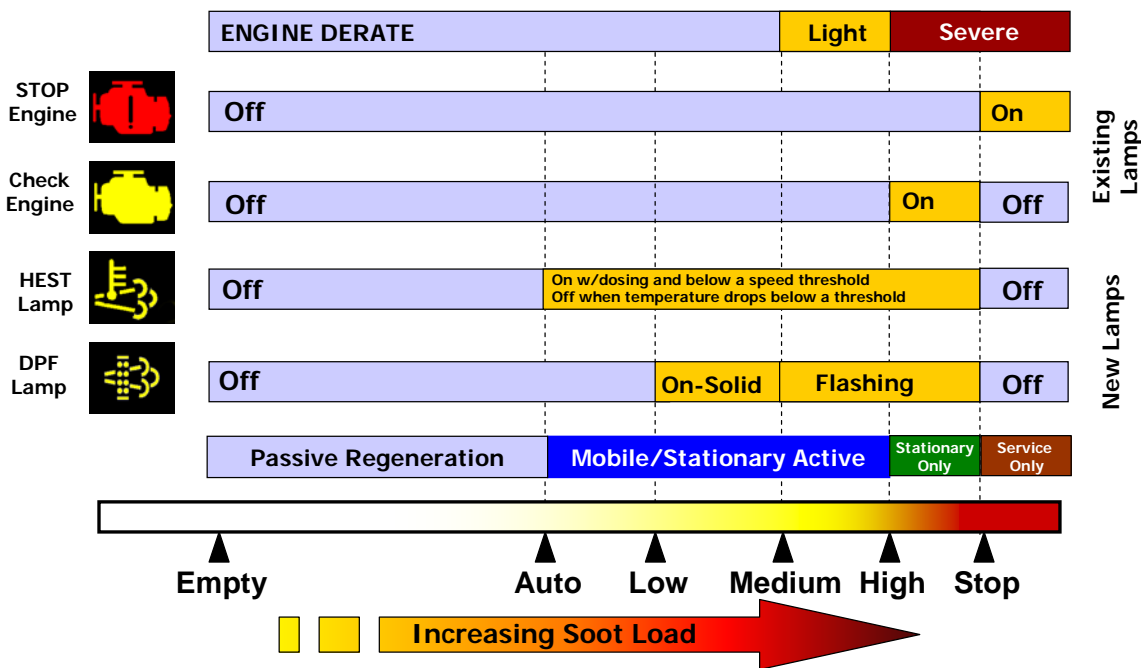 ENGINE DERATE Light Severe
STOP
Engine
Off On
Check
Engine
Off On Off
Existing
Lamps
HEST
Lamp
Off
On w/dosing and below a speed threshold
Off when temperature drops below a threshold
Off
DPF
Lamp
Off On-Solid Flashing Off
New Lamps
Passive Regeneration Mobile/Stationary Active
Stationary
Only
Service
Only
Empty Auto Low Medium High Stop
Increasing Soot Load